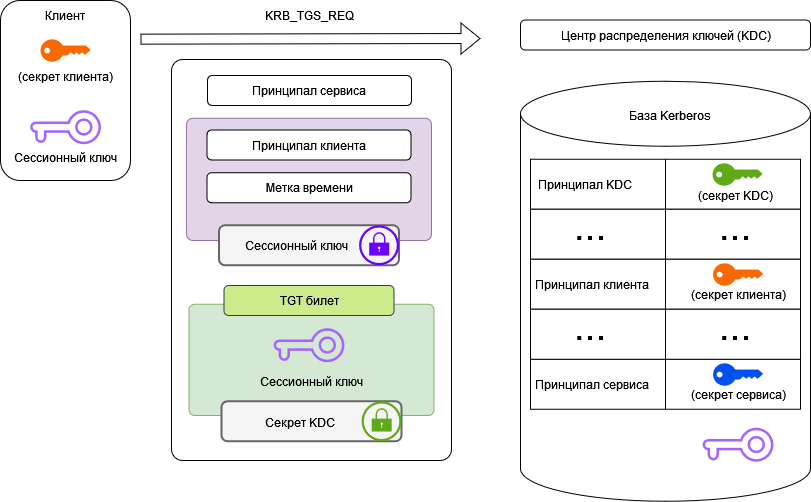 Клиент
(секрет клиента)
Сессионный ключ
KRB_TGS_REQ
Принципал сервиса
Принципал клиента
Метка времени
Сессионный ключ
TGT билет
Сессионный ключ
Секрет KDC
Центр распределения ключей (KDC)
База Kerberos
Принципал KDC
(секрет KDC)
... ...
Принципал клиента
(секрет клиента)
... ...
Принципал сервиса
(секрет сервиса)